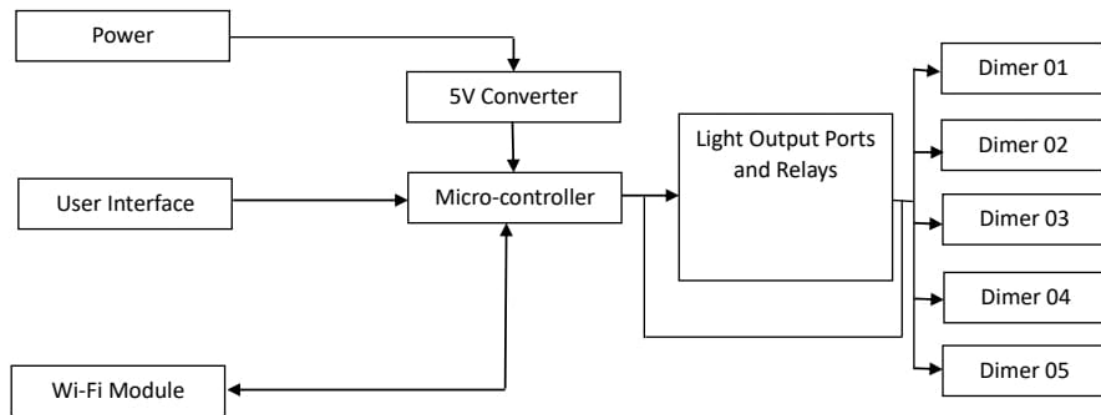 Power
5V Converter
Light Output Ports
and Relays
User Interface
Micro-controller
Wi-Fi Module
Dimer 01
Dimer 02
Dimer 03
Dimer 04
Dimer 05